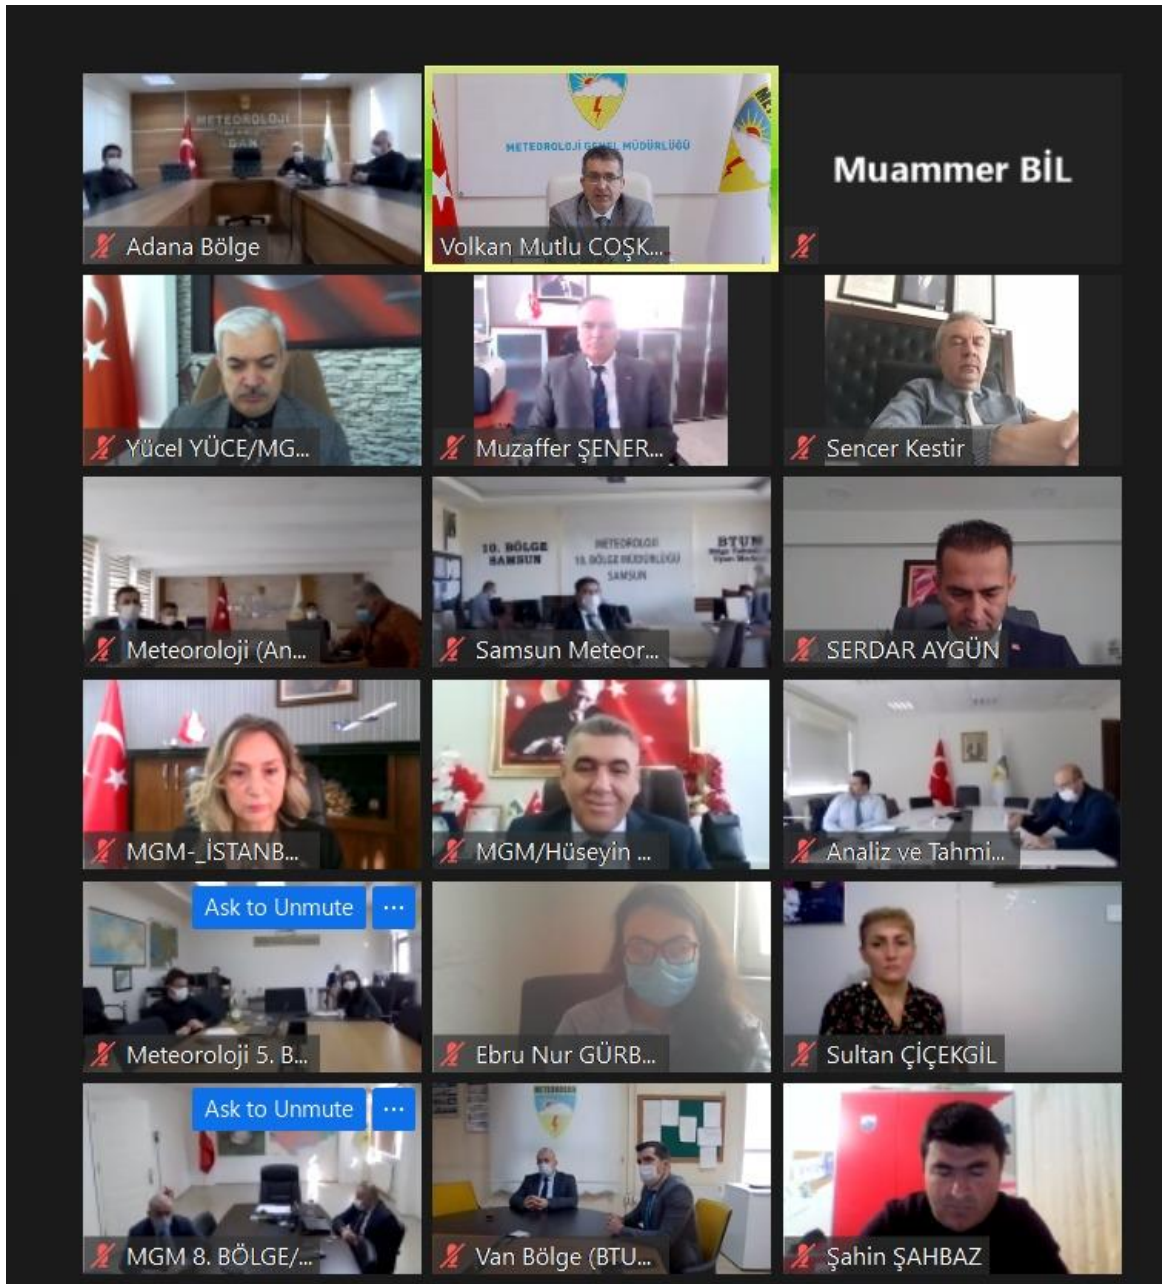 METEOROLOJİ
Adana Bölge
METEOROLOJİ GENEL MÜDÜRLÜĞÜ
Volkan Mutlu COŞK...
Muammer BİL
Yücel YÜCE/MG...
Muzaffer ŞENER...
Sencer Kestir
Meteoroloji (An...
10. BÖLGE
SAMSUN
METEOROLOJİ
10. BÖLGE MÜDÜRLÜĞÜ
SAMSUN
BTUM
Samsun Meteor...
SERDAR AYGÜN
MGM-_İSTANB...
MGM/Hüseyin ...
Analiz ve Tahmi...
Ask to Unmute ...
Meteoroloji 5. B...
Ebru Nur GÜRB...
Sultan ÇİÇEKGİL
Ask to Unmute ...
MGM 8. BÖLGE/...
Van Bölge (BTU...
Şahin ŞAHBAZ